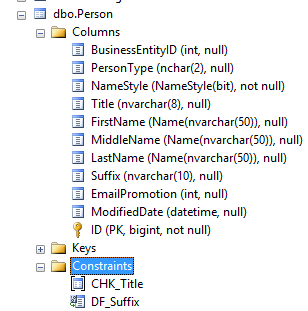 dbo.Person
Columns
BusinessEntityID (int, null)
PersonType (nchar(2), null)
NameStyle (NameStyle(bit), not null)
Title (nvarchar(8), null)
FirstName (Name(nvarchar(50)), null)
MiddleName (Name(nvarchar(50)), null)
LastName (Name(nvarchar(50)), null)
Suffix (nvarchar(10), null)
EmailPromotion (int, null)
ModifiedDate (datetime, null)
ID (PK, bigint, not null)
Keys
Constraints
CHK_Title
DF_Suffix